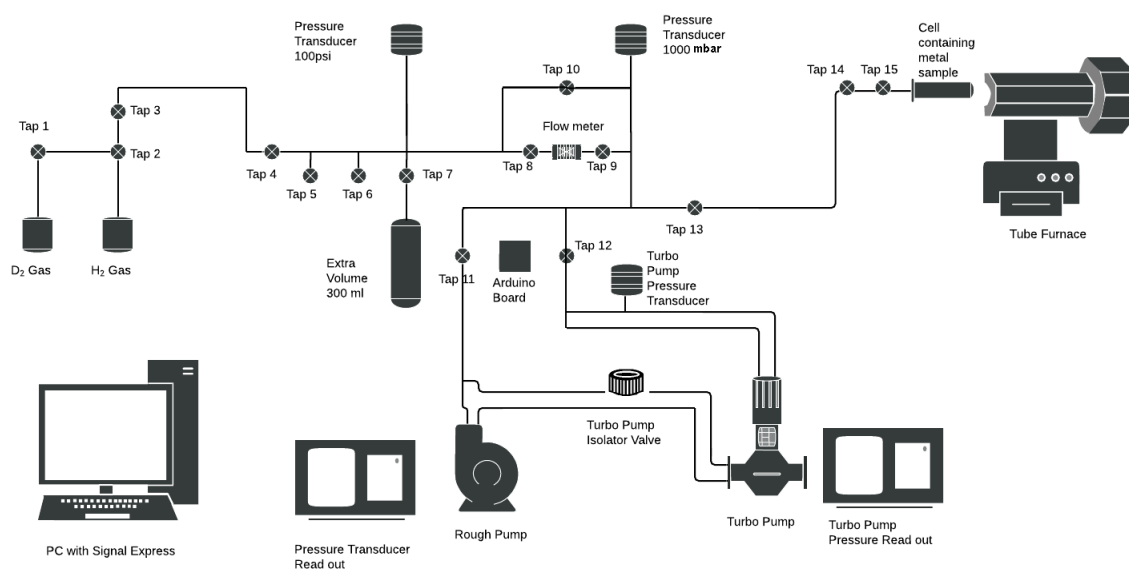 Pressure
Transducer
100psi
Pressure
Transducer
1000 mbar
Cell
containing
metal
sample
Tap 14
Tap 15
Tap 10
Tap 3
Tap 1
Tap 2
Flow meter
Tap 4
Tap 5
Tap 6
Tap 7
Tap 8
Tap 9
Tap 13
Tube Furnace
D₂ Gas
H₂ Gas
Extra
Volume
300 ml
Tap 11
Arduino
Board
Tap 12
Turbo
Pump
Pressure
Transducer
Turbo Pump
Isolator Valve
PC with Signal Express
Pressure Transducer
Read out
Rough Pump
Turbo Pump
Turbo Pump
Pressure Read out